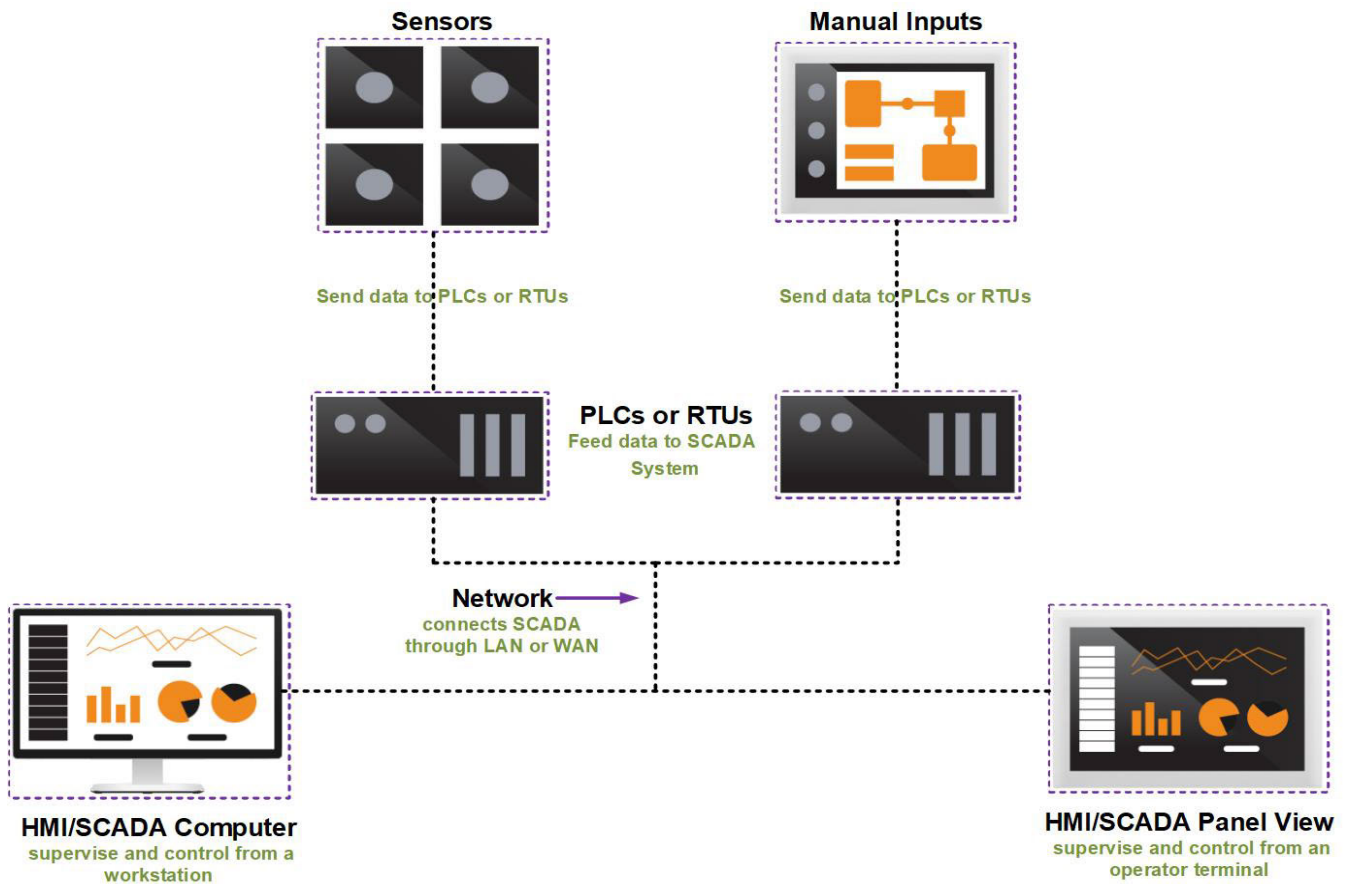 Sensors
Manual Inputs
Send data to PLCs or RTUs
Send data to PLCs or RTUs
PLCs or RTUs
Feed data to SCADA
System
Network
connects SCADA
through LAN or WAN
HMI/SCADA Computer
supervise and control from a
workstation
HMI/SCADA Panel View
supervise and control from an
operator terminal